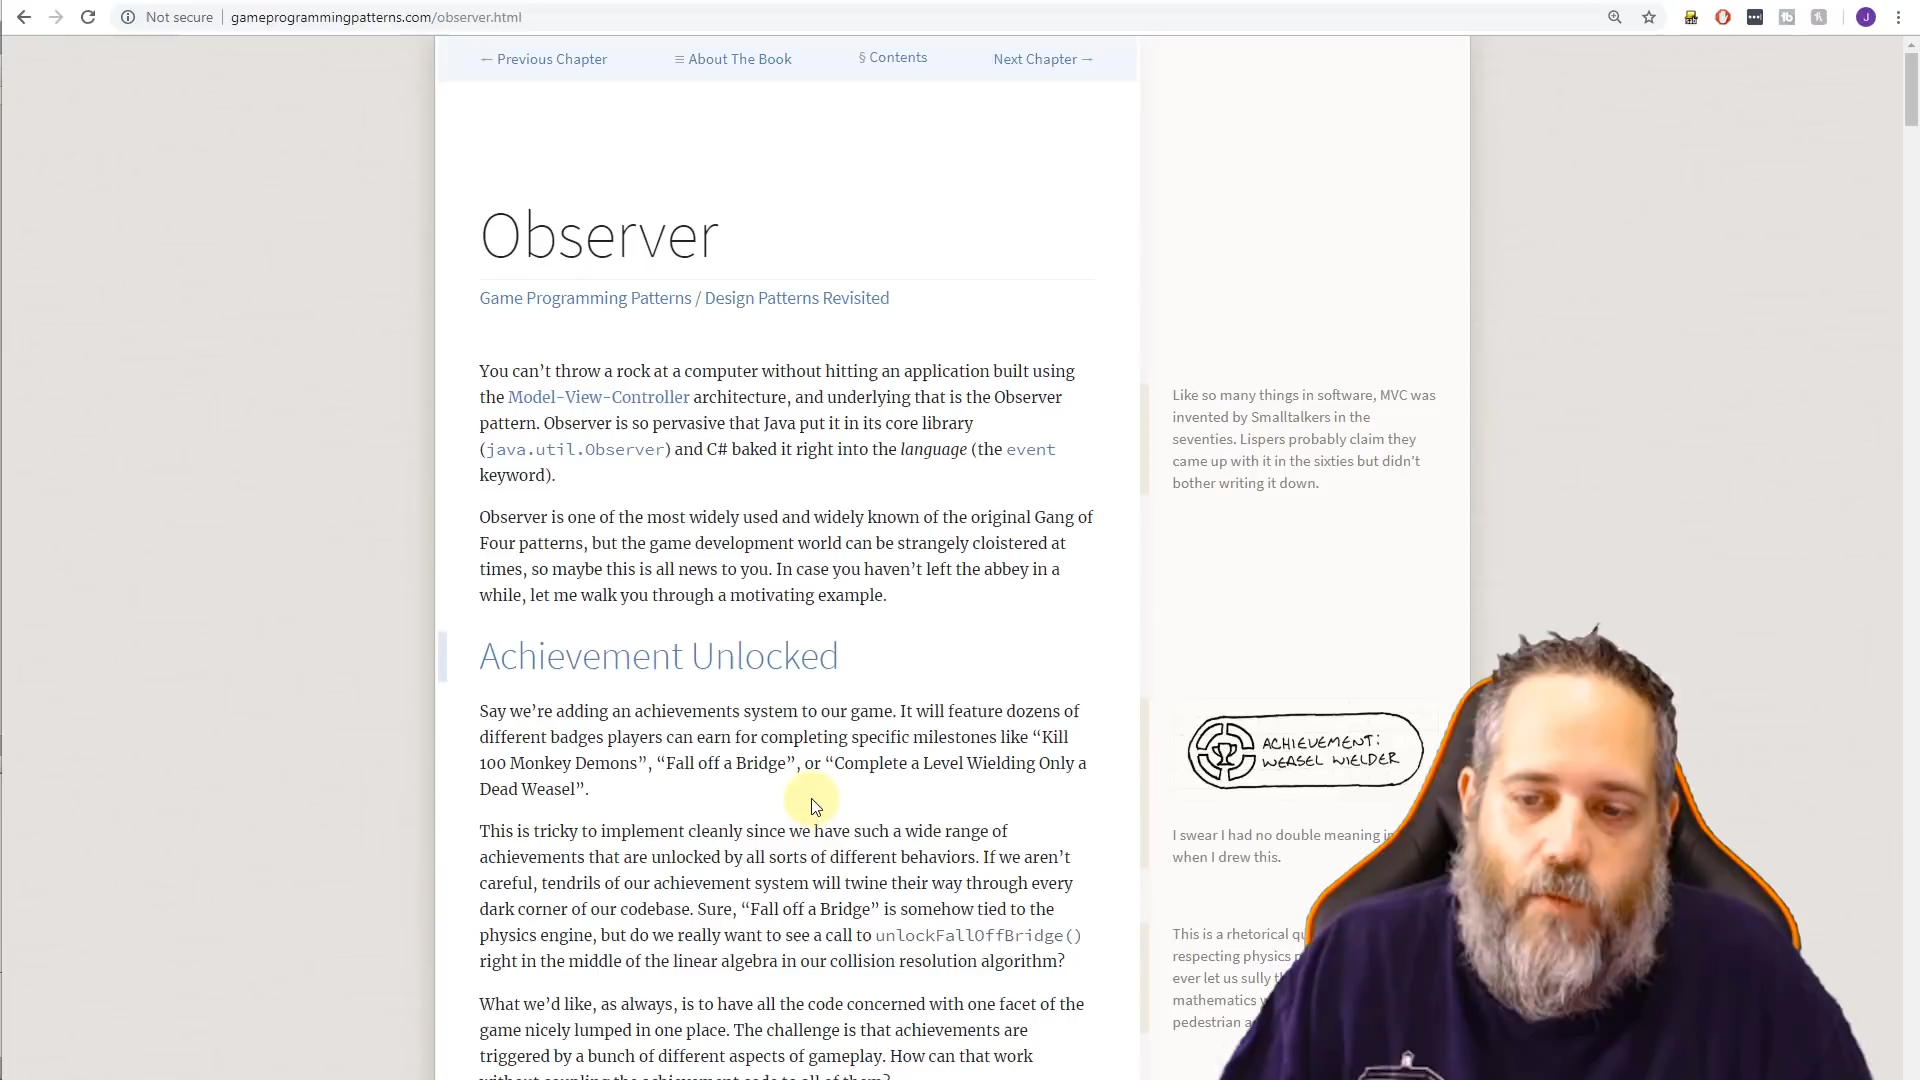 Not secure
gameprogrammingpatterns.com/observer.html
J
← Previous Chapter
≡ About The Book
§ Contents
Next Chapter →
Observer
Game Programming Patterns / Design Patterns Revisited
You can’t throw a rock at a computer without hitting an application built using
the Model-View-Controller architecture, and underlying that is the Observer
pattern. Observer is so pervasive that Java put it in its core library
(java.util.Observer) and C# baked it right into the language (the event
keyword).
Like so many things in software, MVC was
invented by Smalltalkers in the
seventies. Lispers probably claim they
came up with it in the sixties but didn’t
bother writing it down.
Observer is one of the most widely used and widely known of the original Gang of
Four patterns, but the game development world can be strangely cloistered at
times, so maybe this is all news to you. In case you haven’t left the abbey in a
while, let me walk you through a motivating example.
Achievement Unlocked
Say we’re adding an achievements system to our game. It will feature dozens of
different badges players can earn for completing specific milestones like “Kill
100 Monkey Demons”, “Fall off a Bridge”, or “Complete a Level Wielding Only a
Dead Weasel”.
ACHIEVEMENT:
WEASEL WIELDER
I swear I had no double meaning
when I drew this.
This is tricky to implement cleanly since we have such a wide range of
achievements that are unlocked by all sorts of different behaviors. If we aren’t
careful, tendrils of our achievement system will twine their way through every
dark corner of our codebase. Sure, “Fall off a Bridge” is somehow tied to the
physics engine, but do we really want to see a call to unlockFallOffBridge()
right in the middle of the linear algebra in our collision resolution algorithm?
This is a rhetorical
respecting physics
ever let us sully
mathematics
pedestrian
What we’d like, as always, is to have all the code concerned with one facet of the
game nicely lumped in one place. The challenge is that achievements are
triggered by a bunch of different aspects of gameplay. How can that work
without coupling the achievement code to all of them?